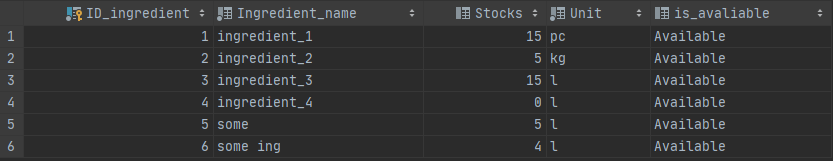 ID_ingredient Ingredient_name Stocks Unit is_avaliable
1 1 ingredient_1 15 pc Available
2 2 ingredient_2 5 kg Available
3 3 ingredient_3 15 l Available
4 4 ingredient_4 0 l Available
5 5 some 5 l Available
6 6 some ing 4 l Available